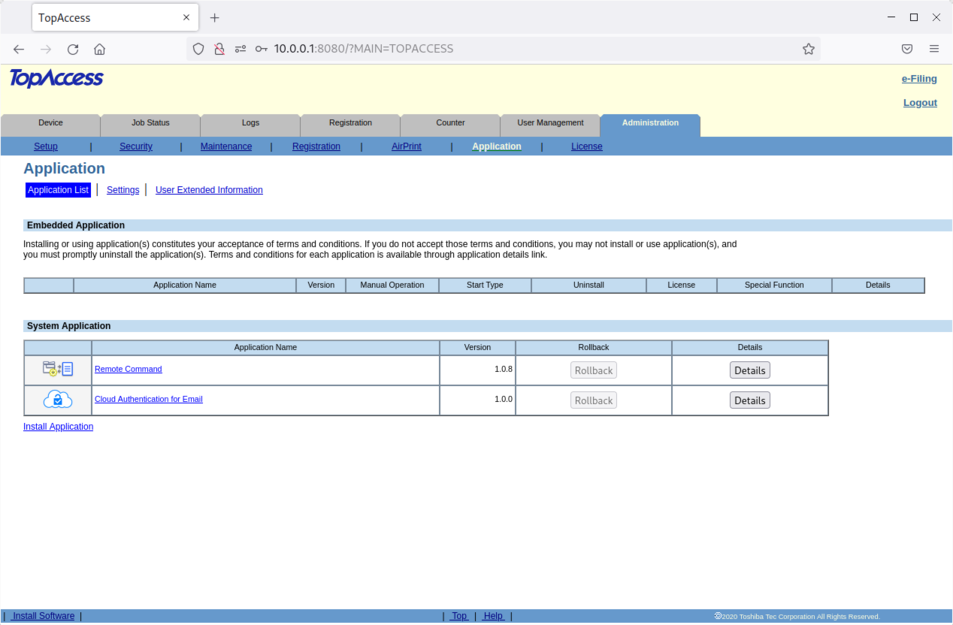 TopAccess
10.0.0.1:8080/?MAIN=TOPACCESS
TopAccess
e-Filing
Logout
Device Job Status Logs Registration Counter User Management Administration
Setup | Security | Maintenance | Registration | AirPrint | Application | License
Application
Application List | Settings | User Extended Information
Embedded Application
Installing or using application(s) constitutes your acceptance of terms and conditions. If you do not accept those terms and conditions, you may not install or use application(s), and
you must promptly uninstall the application(s). Terms and conditions for each application is available through application details link.
Application Name Version Manual Operation Start Type Uninstall License Special Function Details
System Application
Application Name Version Rollback Details
Remote Command 1.0.8 Rollback Details
Cloud Authentication for Email 1.0.0 Rollback Details
Install Application
| Install Software | | Top | Help | ©2020 Toshiba Tec Corporation All Rights Reserved.